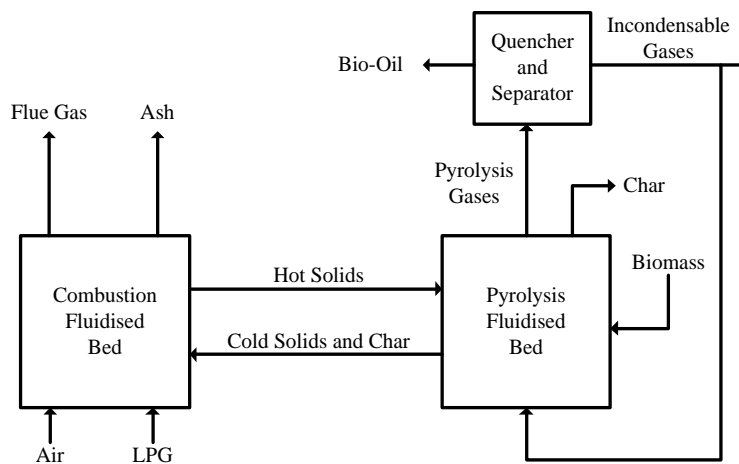 Incondensable
Gases
Quencher
and
Separator
Bio-Oil
Flue Gas
Ash
Pyrolysis
Gases
Char
Biomass
Hot Solids
Combustion
Fluidised
Bed
Pyrolysis
Fluidised
Bed
Cold Solids and Char
Air
LPG